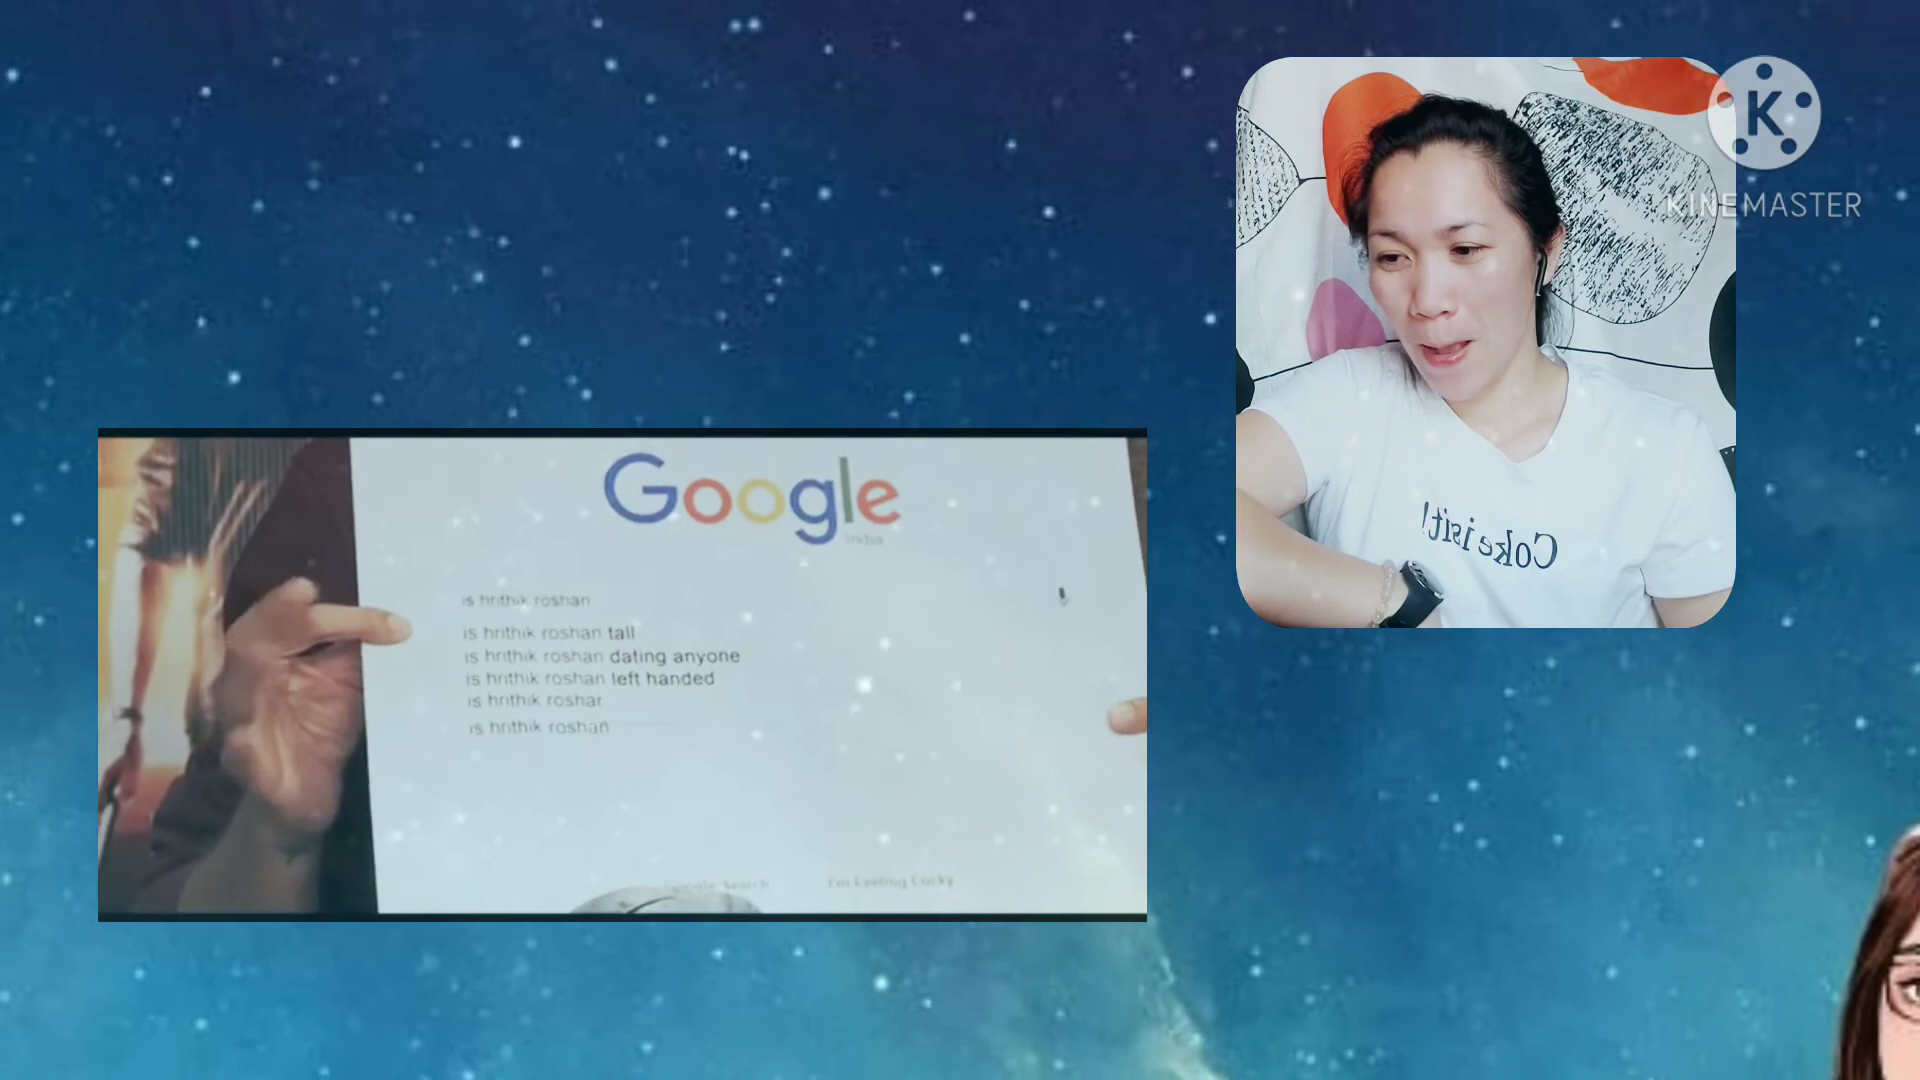 Google
India
is hrithik roshan
is hrithik roshan tall
is hrithik roshan dating anyone
is hrithik roshan left handed
is hrithik roshar
is hrithik roshan
Google Search
I'm Feeling Lucky
K
KINEMASTER
Coke is it!